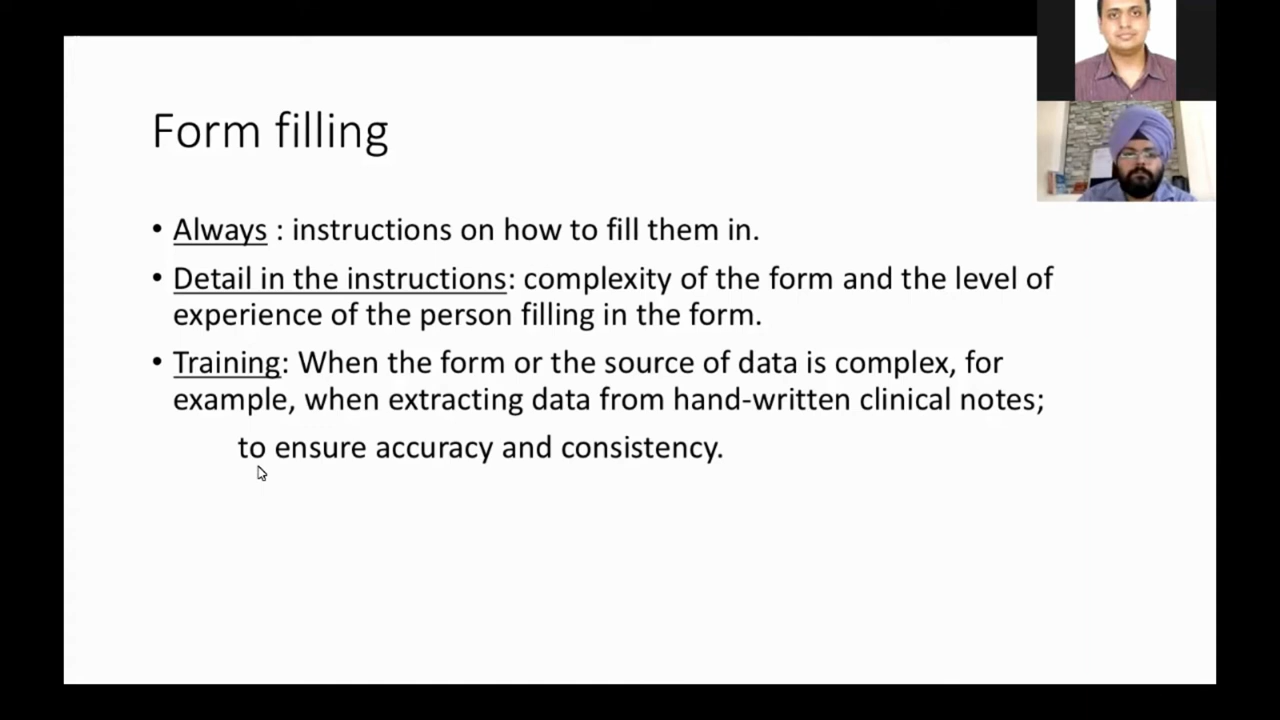 Form filling
• Always : instructions on how to fill them in.
• Detail in the instructions: complexity of the form and the level of
experience of the person filling in the form.
• Training: When the form or the source of data is complex, for
example, when extracting data from hand-written clinical notes;
to ensure accuracy and consistency.